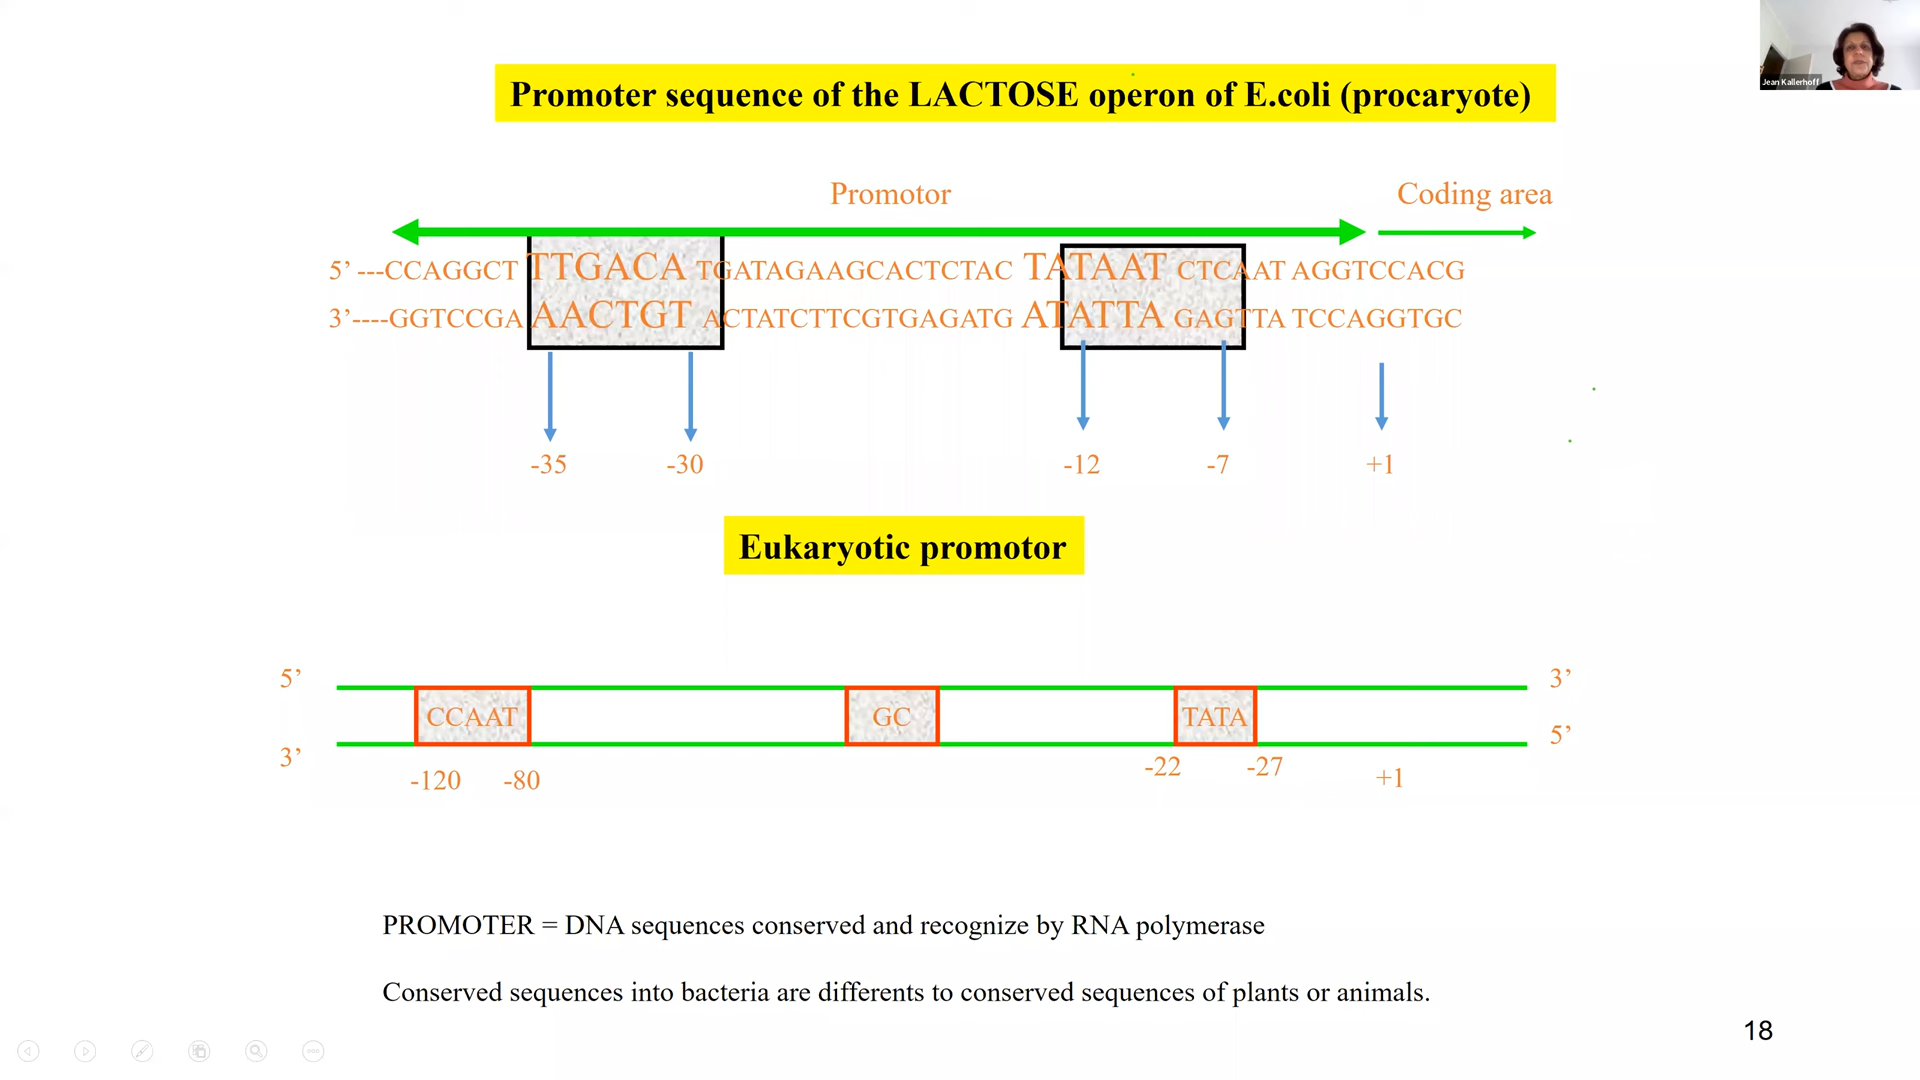 Jean Kallerhoff
Promoter sequence of the LACTOSE operon of E.coli (procaryote)
Promotor
Coding area
5’ ---CCAGGCT TTGACA TGATAGAAGCACTCTAC TATAAT CTCAAT AGGTCCACG
3’----GGTCCGA AACTGT ACTATCTTCGTGAGATG ATATTA GAGTTA TCCAGGTGC
-35 -30 -12 -7 +1
Eukaryotic promotor
5’ 3’
CCAAT GC TATA
3’ 5’
-120 -80 -22 -27 +1
PROMOTER = DNA sequences conserved and recognize by RNA polymerase
Conserved sequences into bacteria are differents to conserved sequences of plants or animals.
18